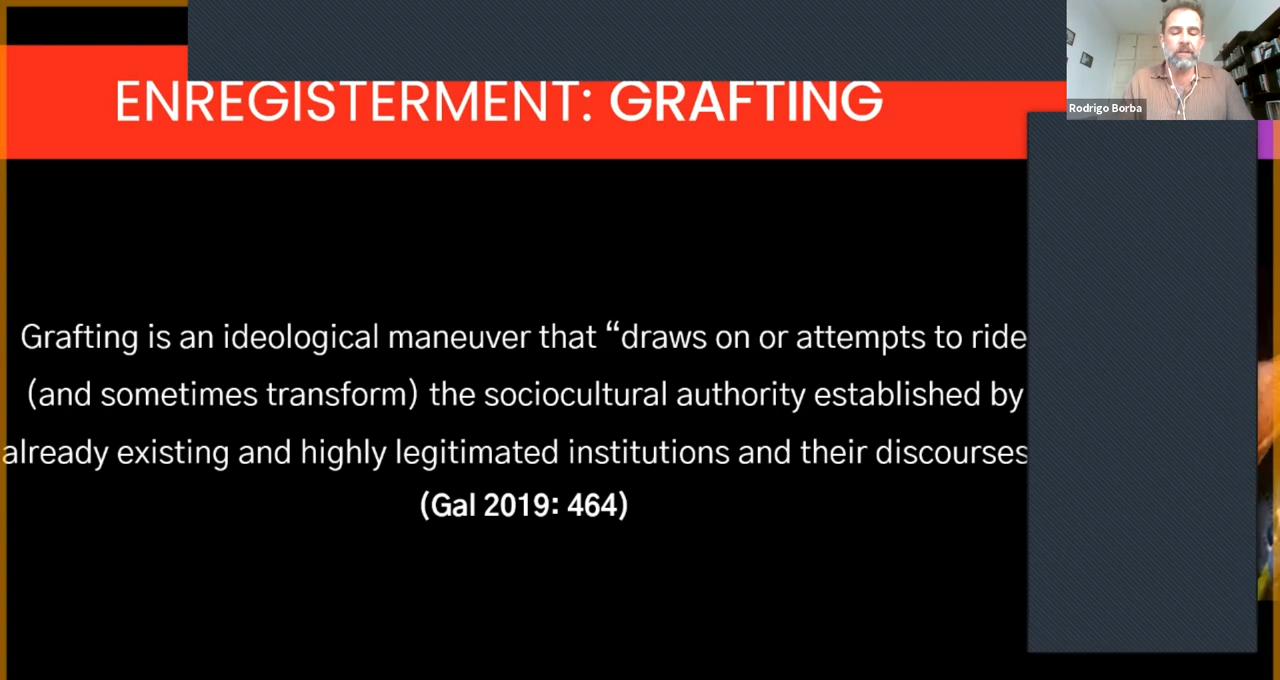 ENREGISTERMENT: GRAFTING
Rodrigo Borba
Grafting is an ideological maneuver that “draws on or attempts to ride
(and sometimes transform) the sociocultural authority established by
already existing and highly legitimated institutions and their discourses
(Gal 2019: 464)